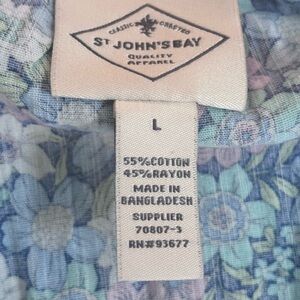 CLASSIC CRAFTED
ST JOHN'S BAY
QUALITY
APPAREL
L
55%COTTON
45%RAYON
MADE IN
BANGLADESH
SUPPLIER
70807-3
RN#93677